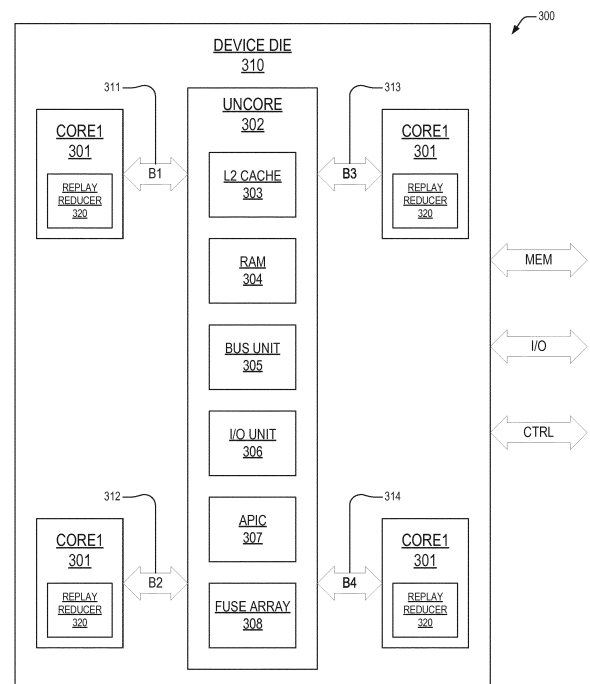 300
DEVICE DIE
310
311
313
UNCORE
302
CORE1
301
REPLAY
REDUCER
320
B1
L2 CACHE
303
B3
CORE1
301
REPLAY
REDUCER
320
RAM
304
MEM
BUS UNIT
305
I/O
I/O UNIT
306
CTRL
312
314
CORE1
301
REPLAY
REDUCER
320
B2
APIC
307
B4
CORE1
301
REPLAY
REDUCER
320
FUSE ARRAY
308